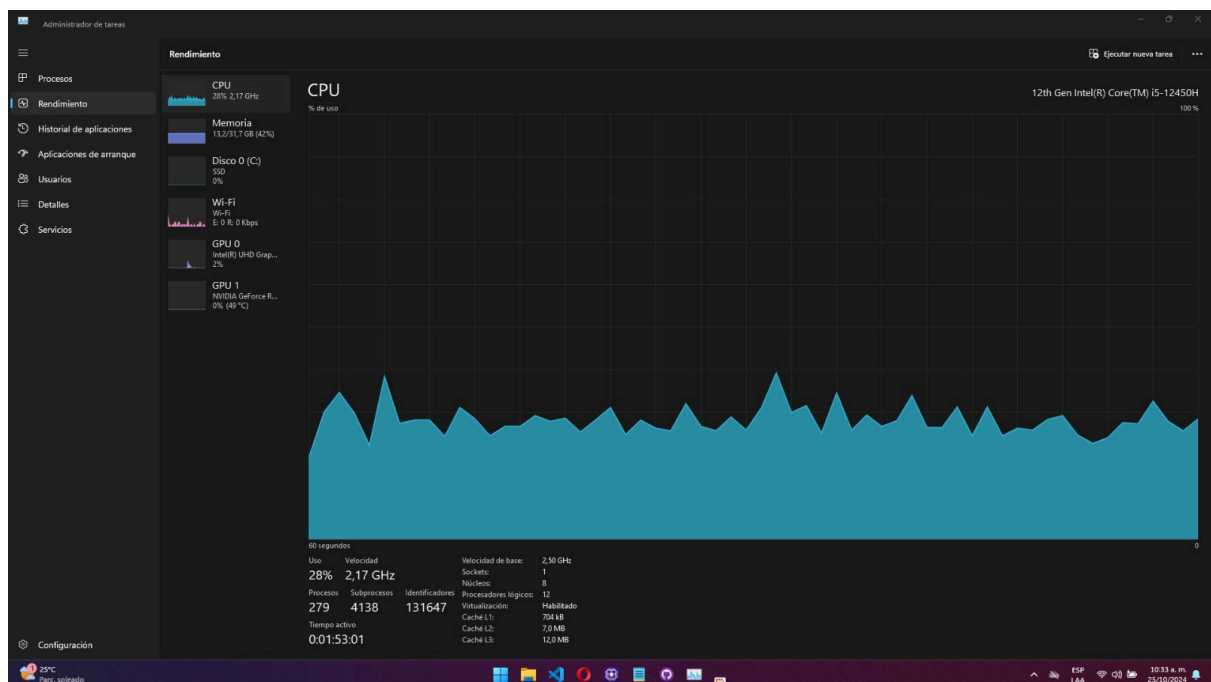 Administrador de tareas
Rendimiento
Ejecutar nueva tarea
Procesos
Rendimiento
Historial de aplicaciones
Aplicaciones de arranque
Usuarios
Detalles
Servicios
Configuración
CPU
28% 2,17 GHz
Memoria
13,2/31,7 GB (42%)
Disco 0 (C:)
SSD
0%
Wi-Fi
Wi-Fi
E: 0 R: 0 Kbps
GPU 0
Intel(R) UHD Grap...
2%
GPU 1
NVIDIA GeForce R...
0% (49 °C)
CPU
12th Gen Intel(R) Core(TM) i5-12450H
% de uso
100 %
60 segundos
0
Uso
Velocidad
28%
2,17 GHz
Procesos
Subprocesos
Identificadores
279
4138
131647
Tiempo activo
0:01:53:01
Velocidad de base: 2,50 GHz
Sockets: 1
Núcleos: 8
Procesadores lógicos: 12
Virtualización: Habilitado
Caché L1: 704 kB
Caché L2: 7,0 MB
Caché L3: 12,0 MB
1
25°C
Parc. soleado
ESP
LAA
10:33 a. m.
25/10/2024